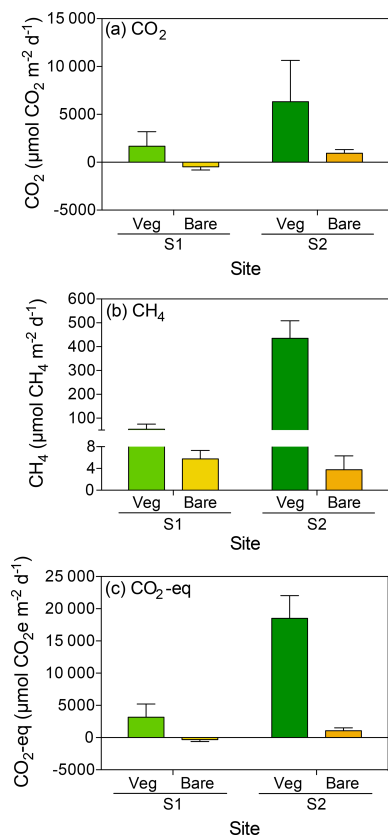 (a) CO₂
15 000
10 000
5000
0
-5000
CO₂ (µmol CO₂ m⁻² d⁻¹)
Veg Bare Veg Bare
S1 S2
Site
(b) CH₄
600
500
400
300
200
100
8
4
0
CH₄ (µmol CH₄ m⁻² d⁻¹)
Veg Bare Veg Bare
S1 S2
Site
(c) CO₂-eq
25 000
20 000
15 000
10 000
5000
0
-5000
CO₂-eq (µmol CO₂e m⁻² d⁻¹)
Veg Bare Veg Bare
S1 S2
Site